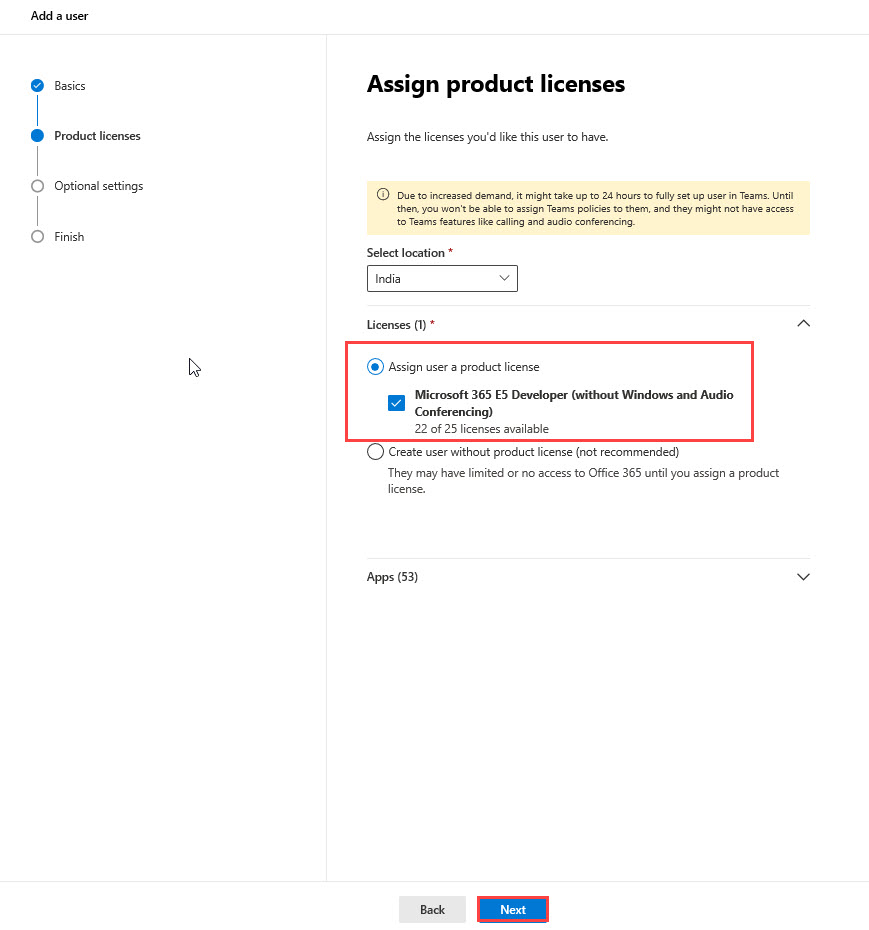 Add a user
Basics
Product licenses
Optional settings
Finish
Assign product licenses
Assign the licenses you'd like this user to have.
Due to increased demand, it might take up to 24 hours to fully set up user in Teams. Until
then, you won't be able to assign Teams policies to them, and they might not have access
to Teams features like calling and audio conferencing.
Select location *
India
Licenses (1) *
Assign user a product license
Microsoft 365 E5 Developer (without Windows and Audio
Conferencing)
22 of 25 licenses available
Create user without product license (not recommended)
They may have limited or no access to Office 365 until you assign a product
license.
Apps (53)
Back
Next